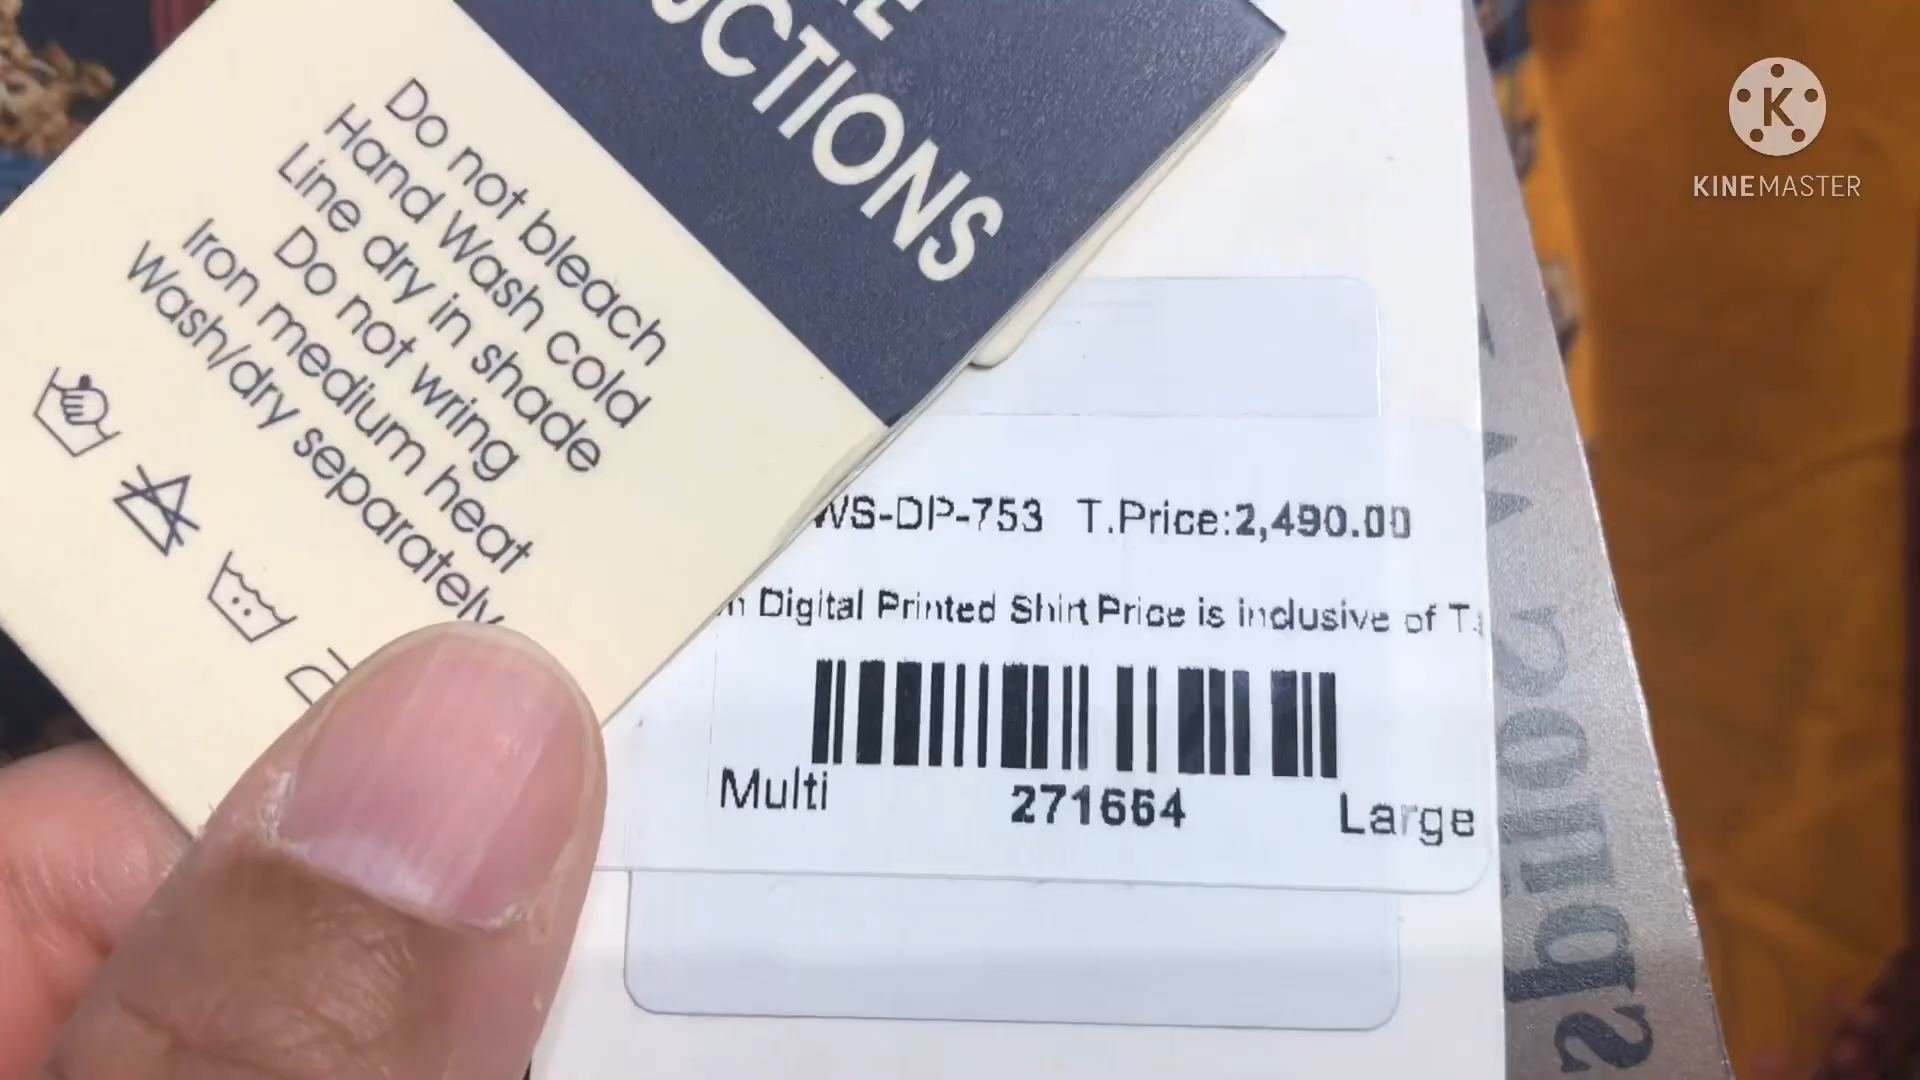 Do not bleach
Hand Wash cold
Line dry in shade
Do not wring
Iron medium heat
Wash/dry separately
WS-DP-753 T.Price:2,490.00
Digital Printed Shirt Price is inclusive of
Multi 271664 Large
KINEMASTER